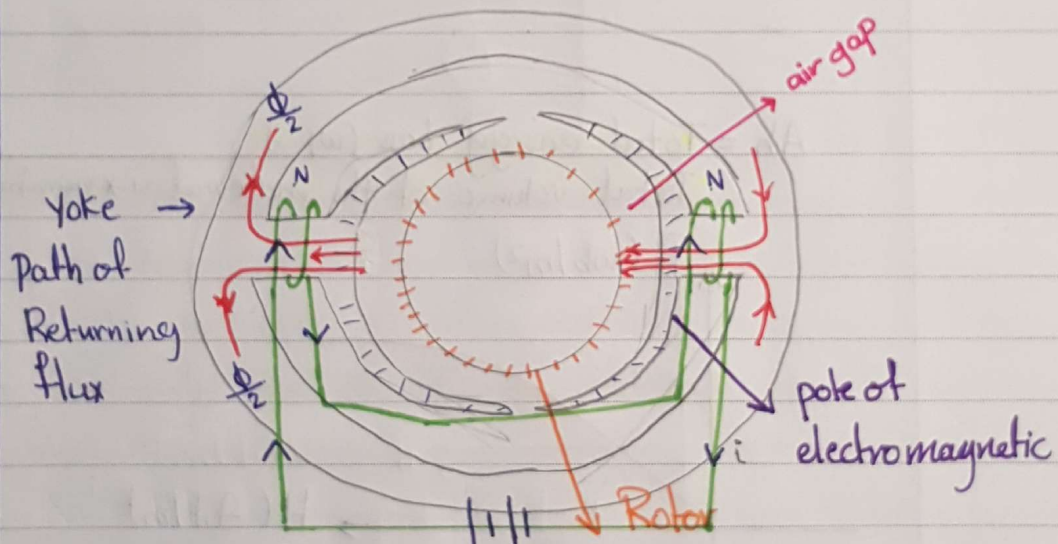 air gap
ϕ/2
N
N
Yoke →
path of
Returning
flux
ϕ/2
pole of
electromagnetic
i
Rotor